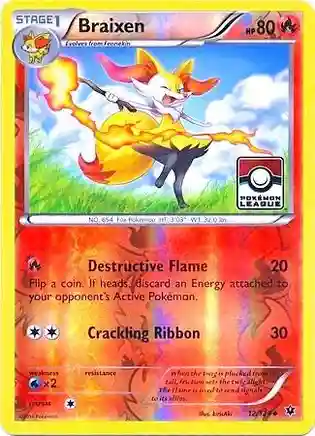 STAGE 1
Braixen
HP 80
Evolves from Fennekin
POKÉMON
LEAGUE
NO. 654 Fox Pokémon HT: 3'03" WT: 32.0 lbs.
Destructive Flame 20
Flip a coin. If heads, discard an Energy attached to
your opponent's Active Pokémon.
Crackling Ribbon 30
weakness
×2
resistance
When the twig is plucked from its
tail, friction sets the twig alight.
The flame is used to send signals
to its allies.
illus. kirisAki